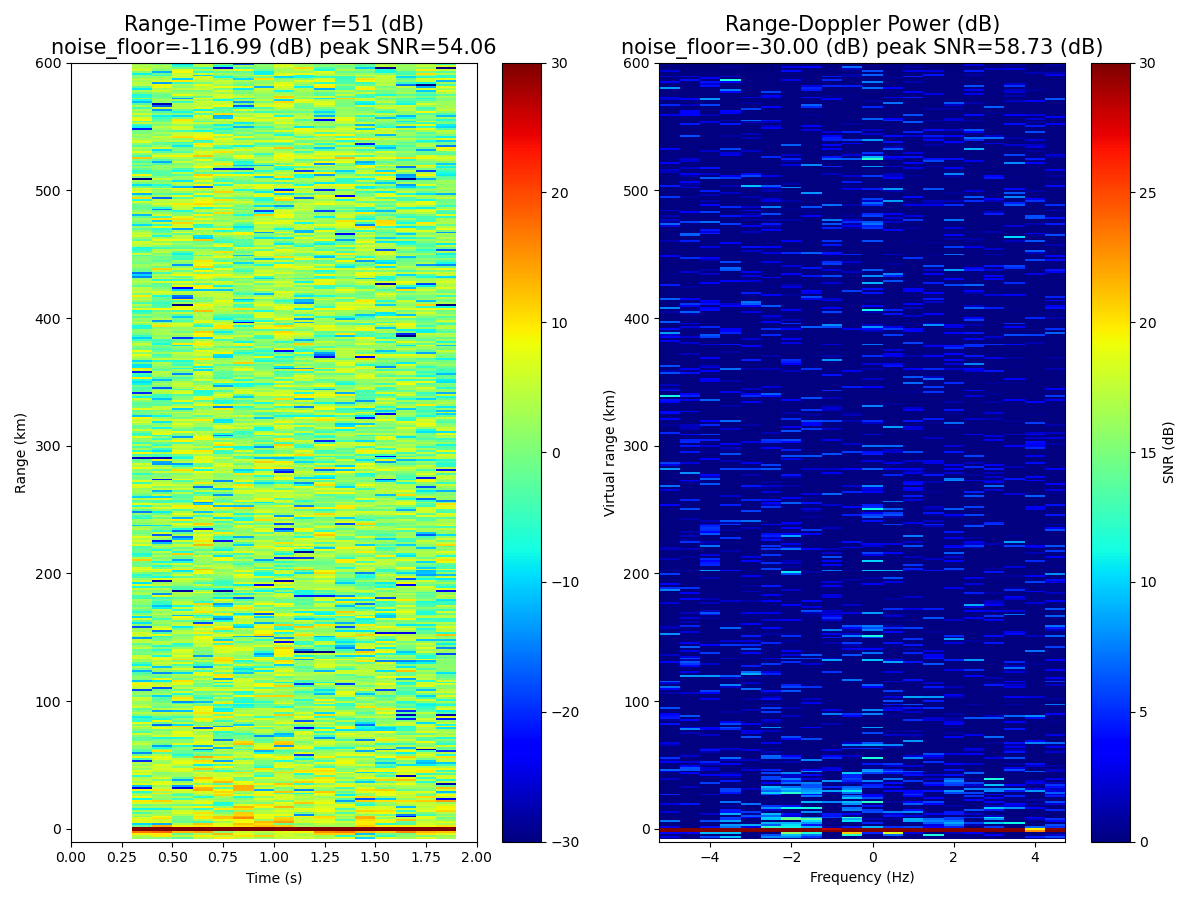 Range-Time Power f=51 (dB)
noise_floor=-116.99 (dB) peak SNR=54.06
Range (km)
600
500
400
300
200
100
0
0.00 0.25 0.50 0.75 1.00 1.25 1.50 1.75 2.00
Time (s)
30
20
10
0
−10
−20
−30
Range-Doppler Power (dB)
noise_floor=-30.00 (dB) peak SNR=58.73 (dB)
Virtual range (km)
600
500
400
300
200
100
0
−4 −2 0 2 4
Frequency (Hz)
30
25
20
15
10
5
0
SNR (dB)